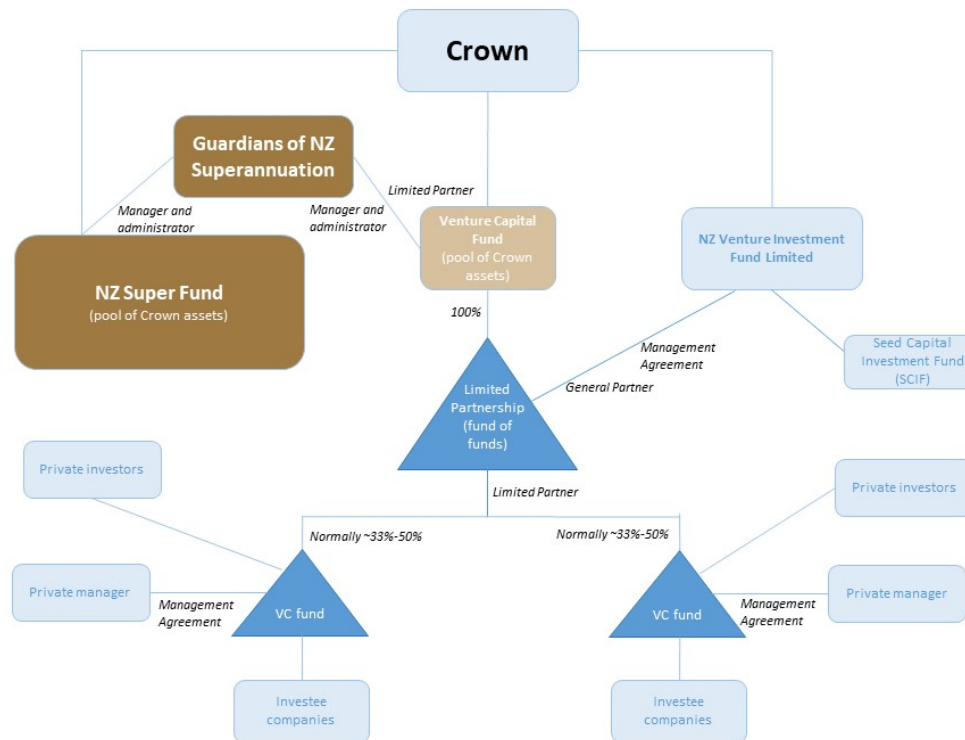 Crown
Guardians of NZ
Superannuation
Limited Partner
Manager and
administrator
Manager and
administrator
Venture Capital
Fund
(pool of Crown
assets)
NZ Venture Investment
Fund Limited
NZ Super Fund
(pool of Crown assets)
100%
Management
Agreement
General Partner
Seed Capital
Investment Fund
(SCIF)
Limited
Partnership
(fund of
funds)
Private investors
Limited Partner
Private investors
Normally ~33%-50%
Normally ~33%-50%
Private manager
Management
Agreement
VC fund
VC fund
Management
Agreement
Private manager
Investee
companies
Investee
companies